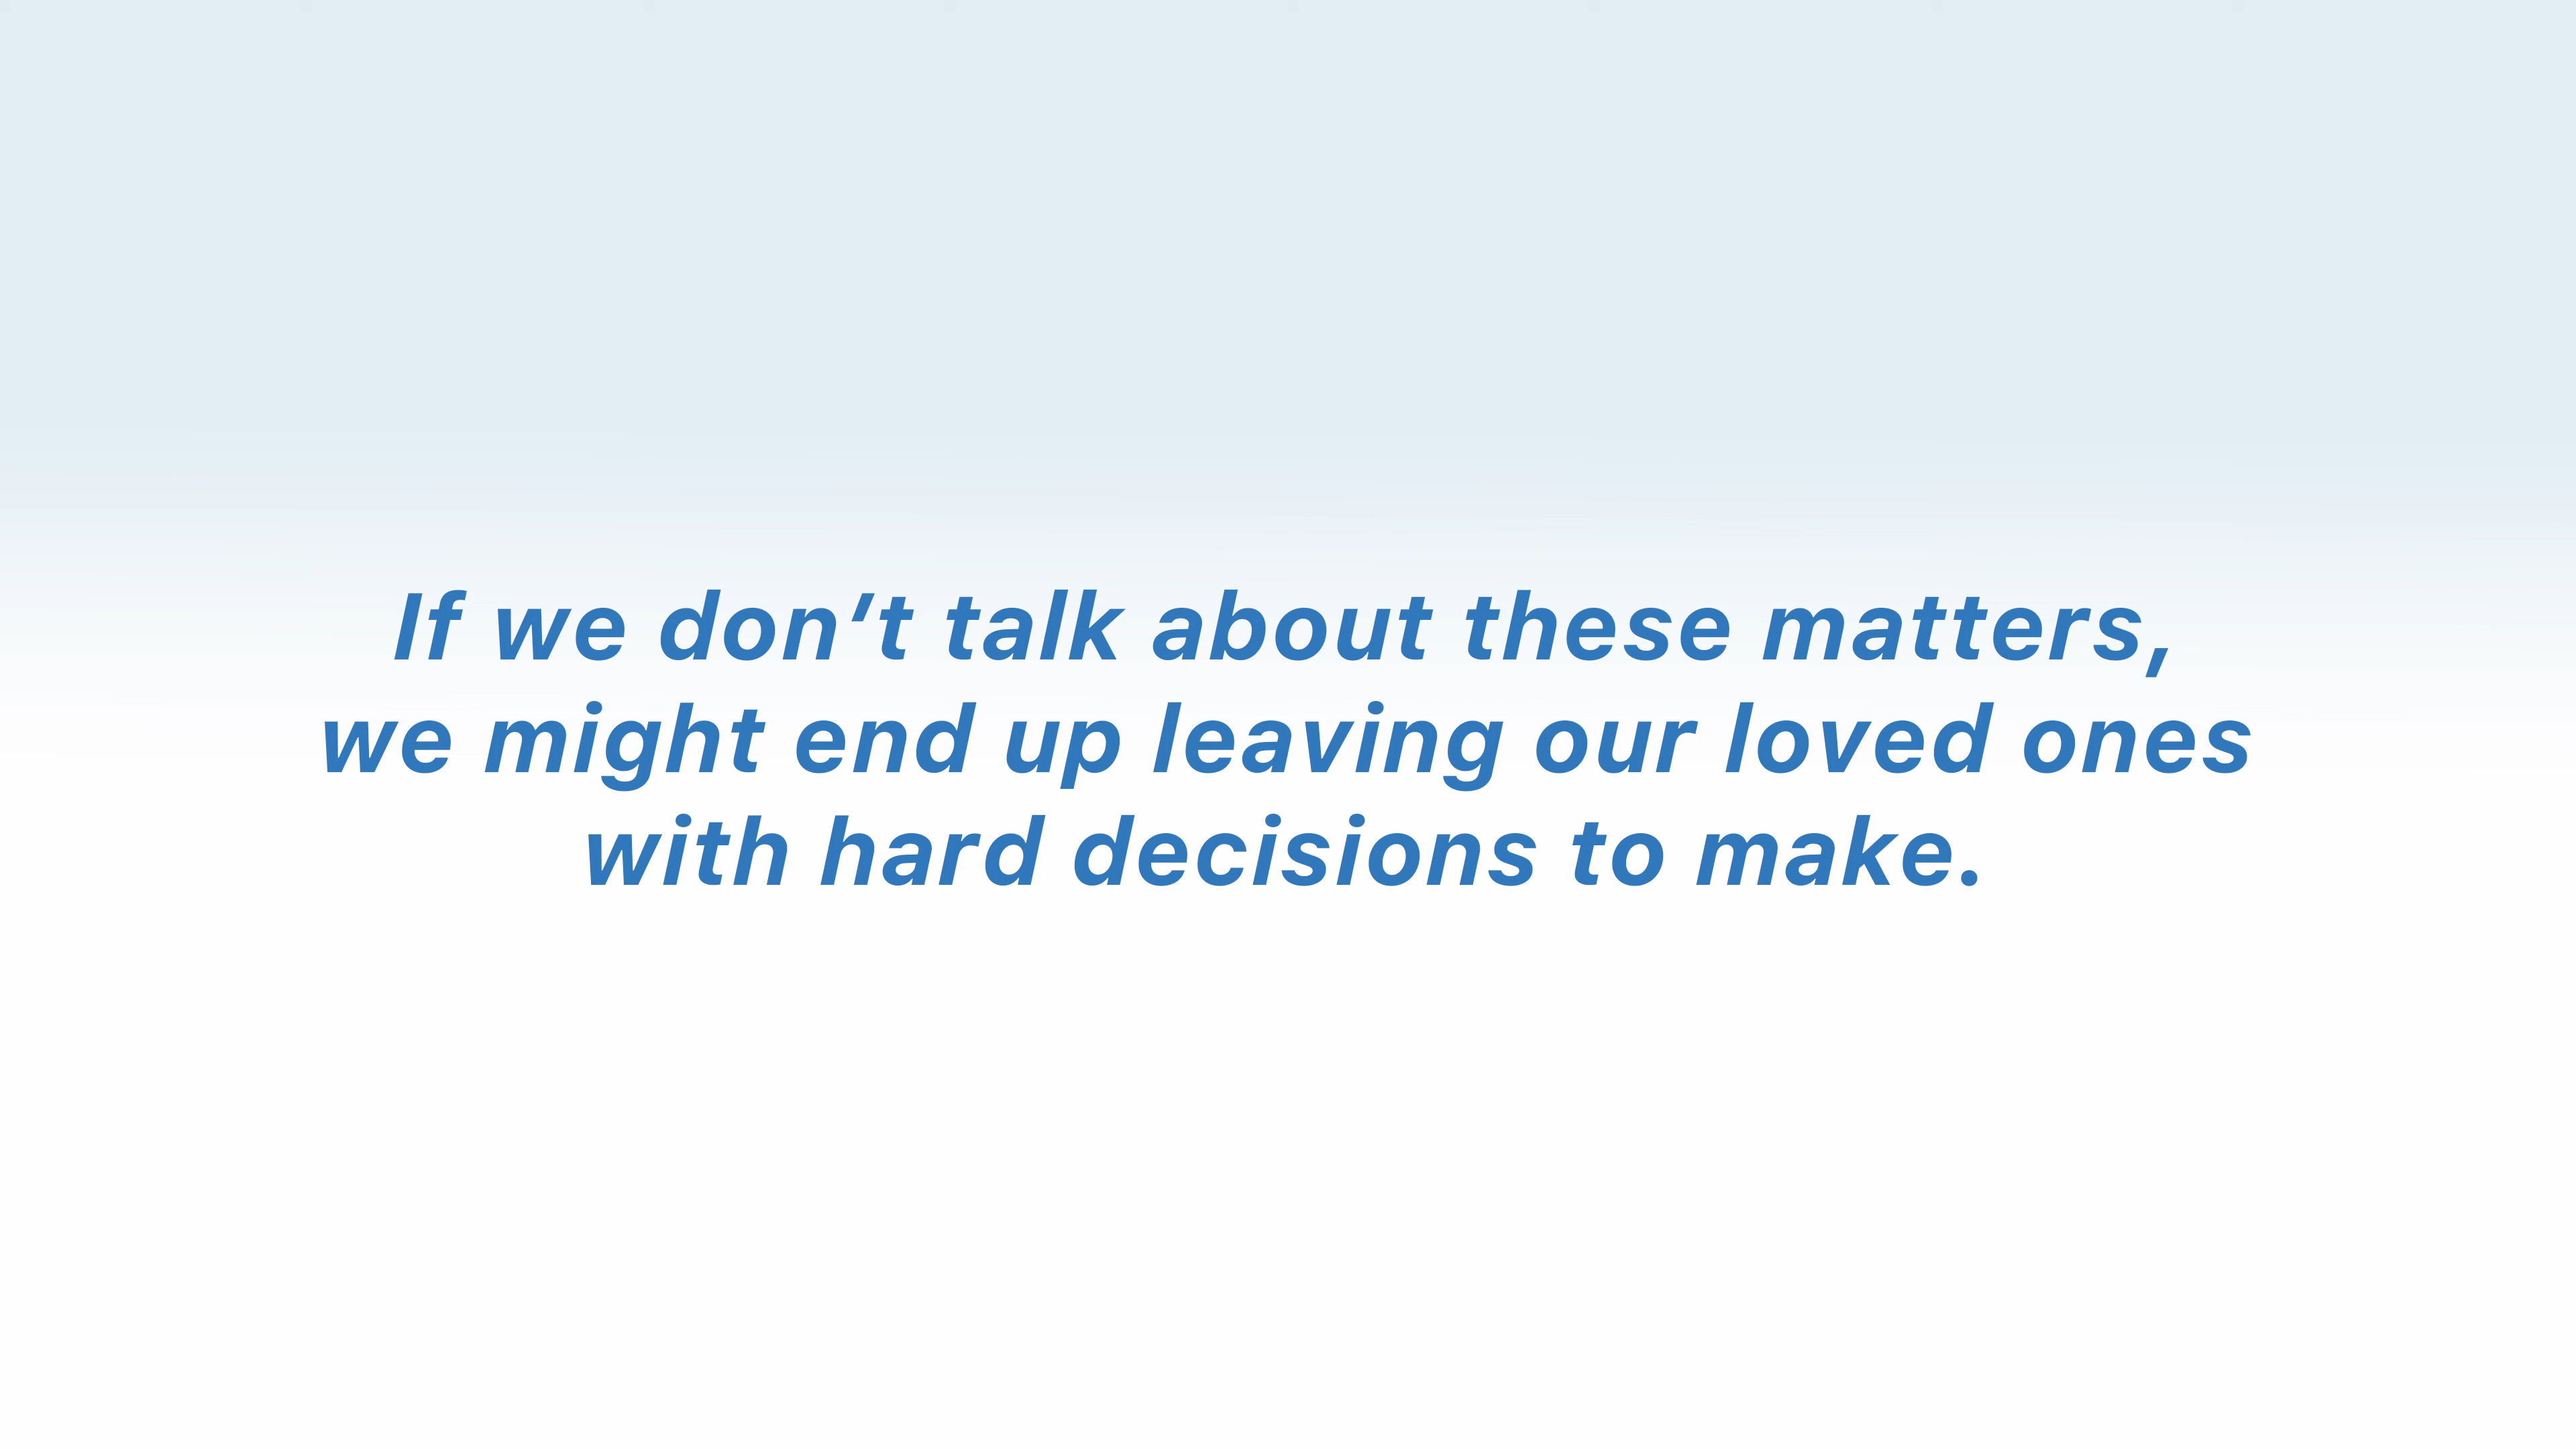 If we don’t talk about these matters,
we might end up leaving our loved ones
with hard decisions to make.